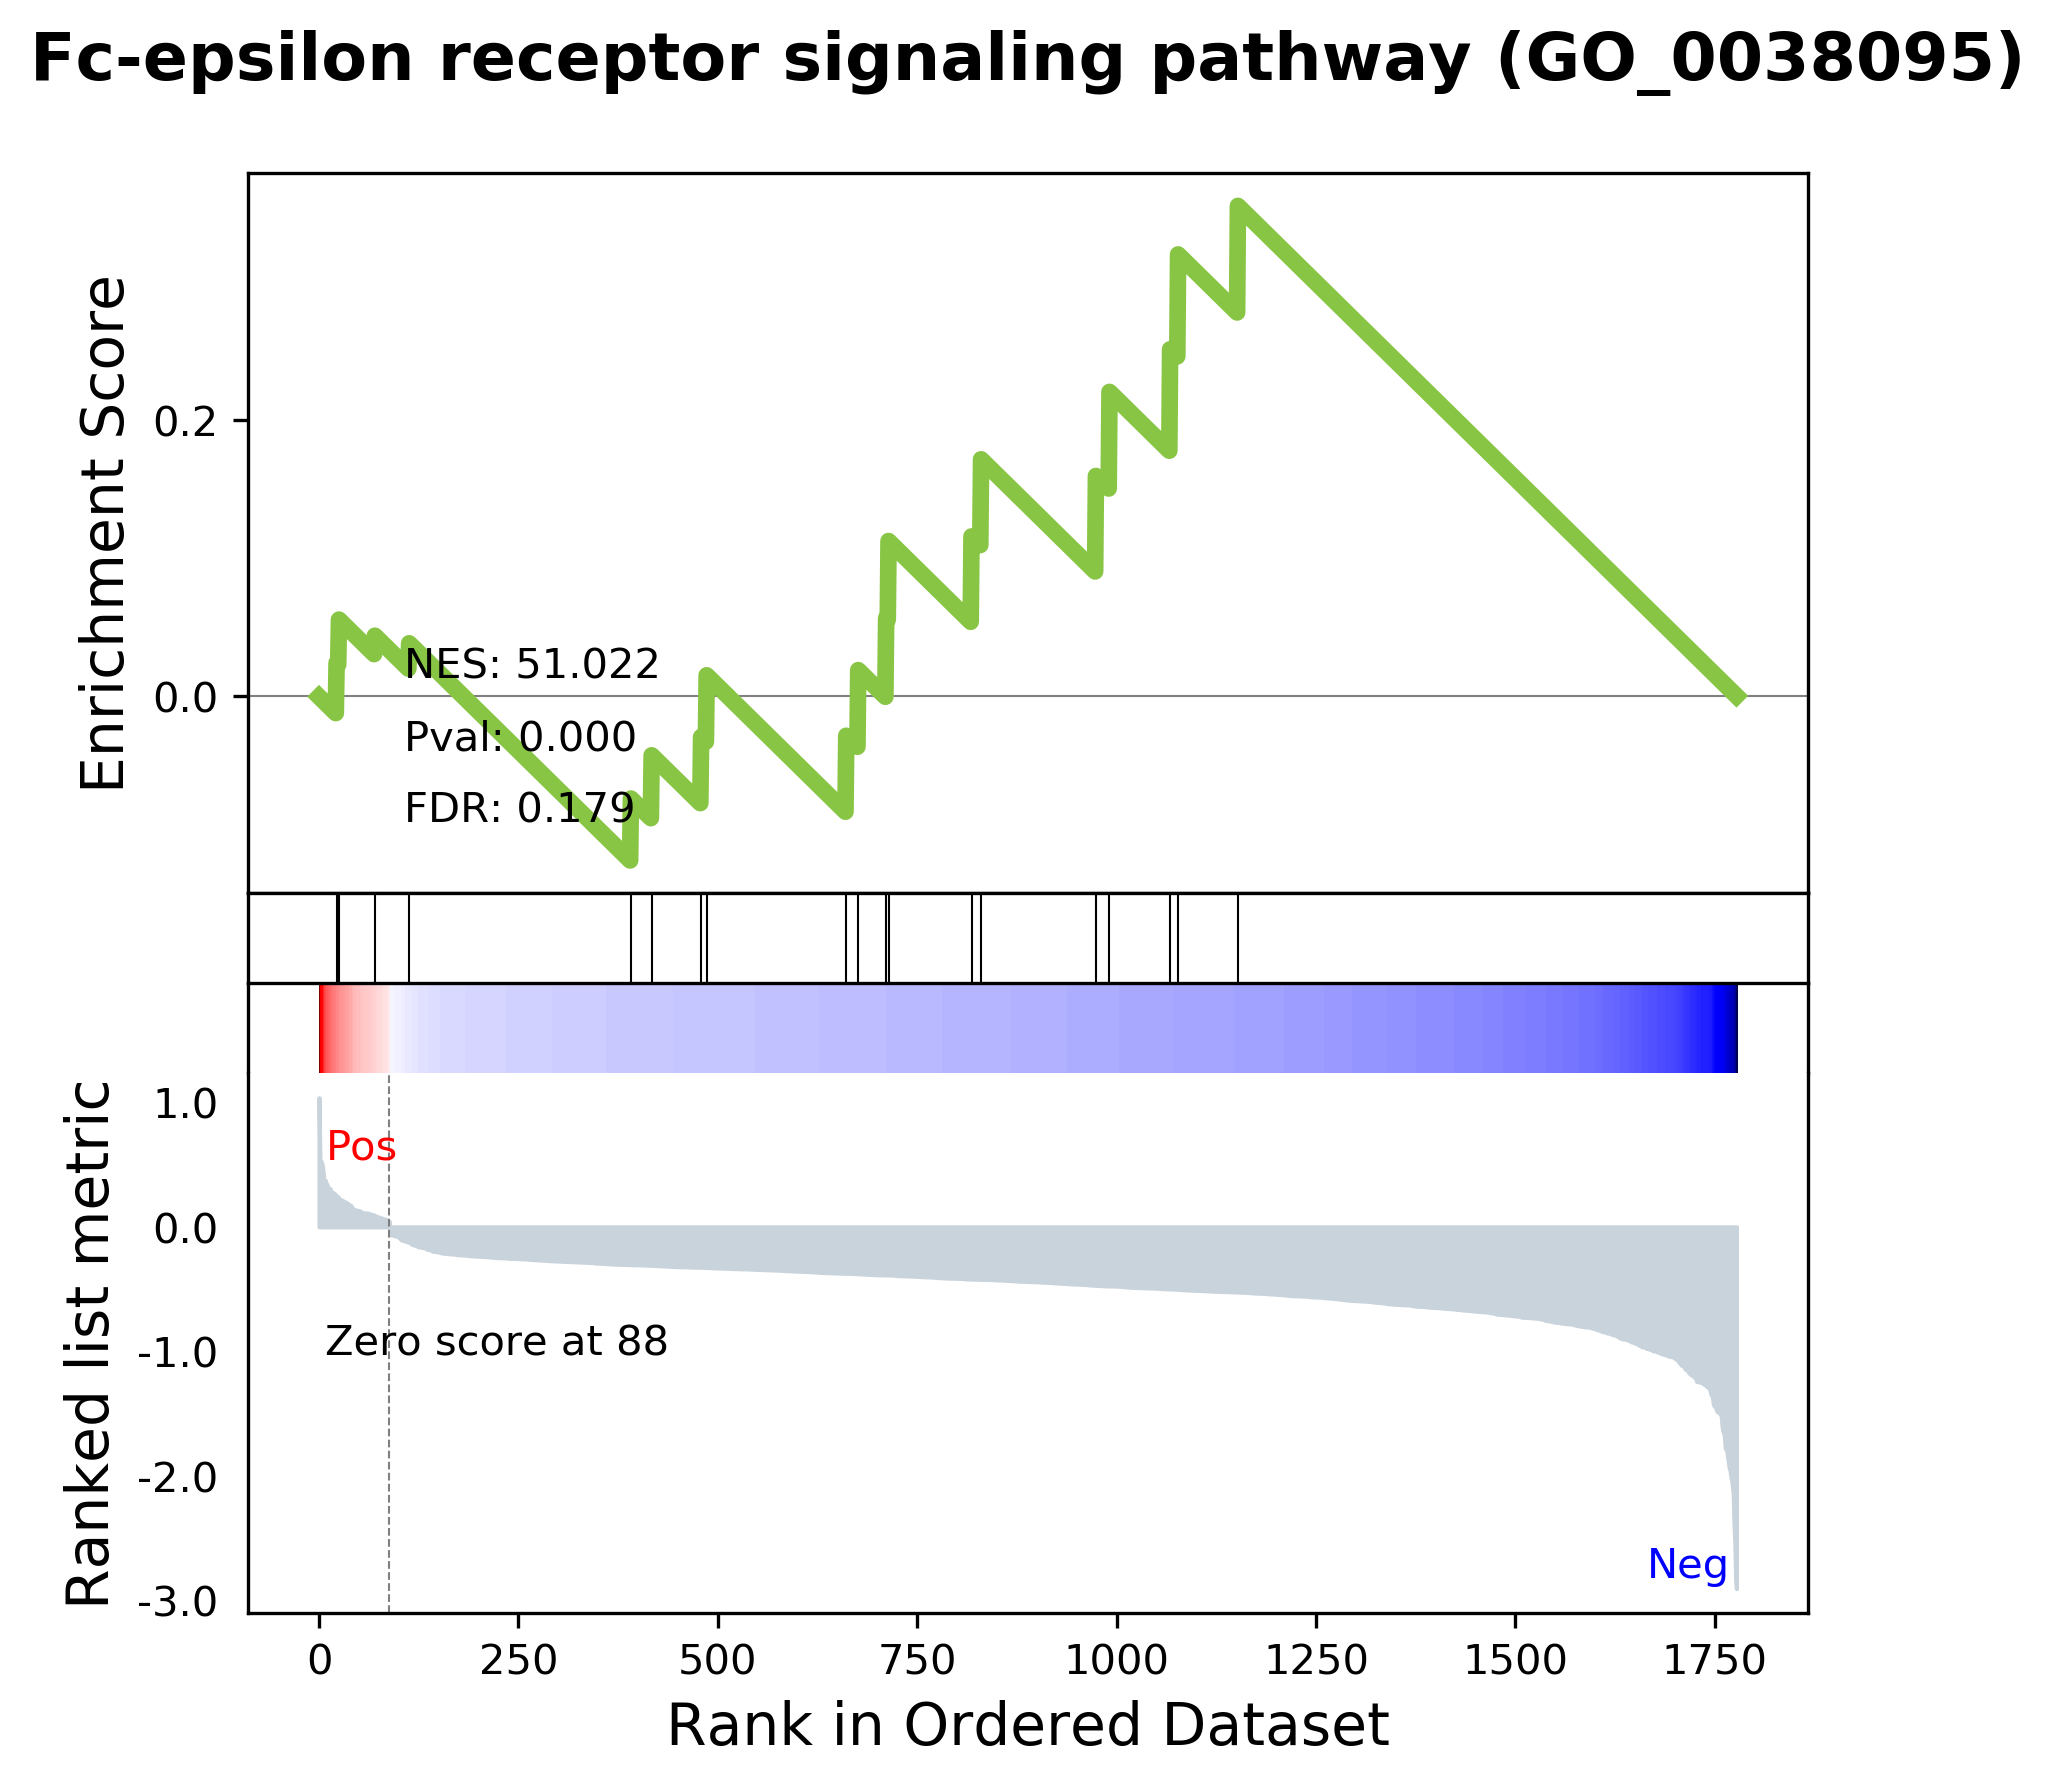 Fc-epsilon receptor signaling pathway (GO_0038095)
Enrichment Score
0.2
0.0
NES: 51.022
Pval: 0.000
FDR: 0.179
Ranked list metric
1.0
0.0
-1.0
-2.0
-3.0
Pos
Zero score at 88
Neg
0 250 500 750 1000 1250 1500 1750
Rank in Ordered Dataset